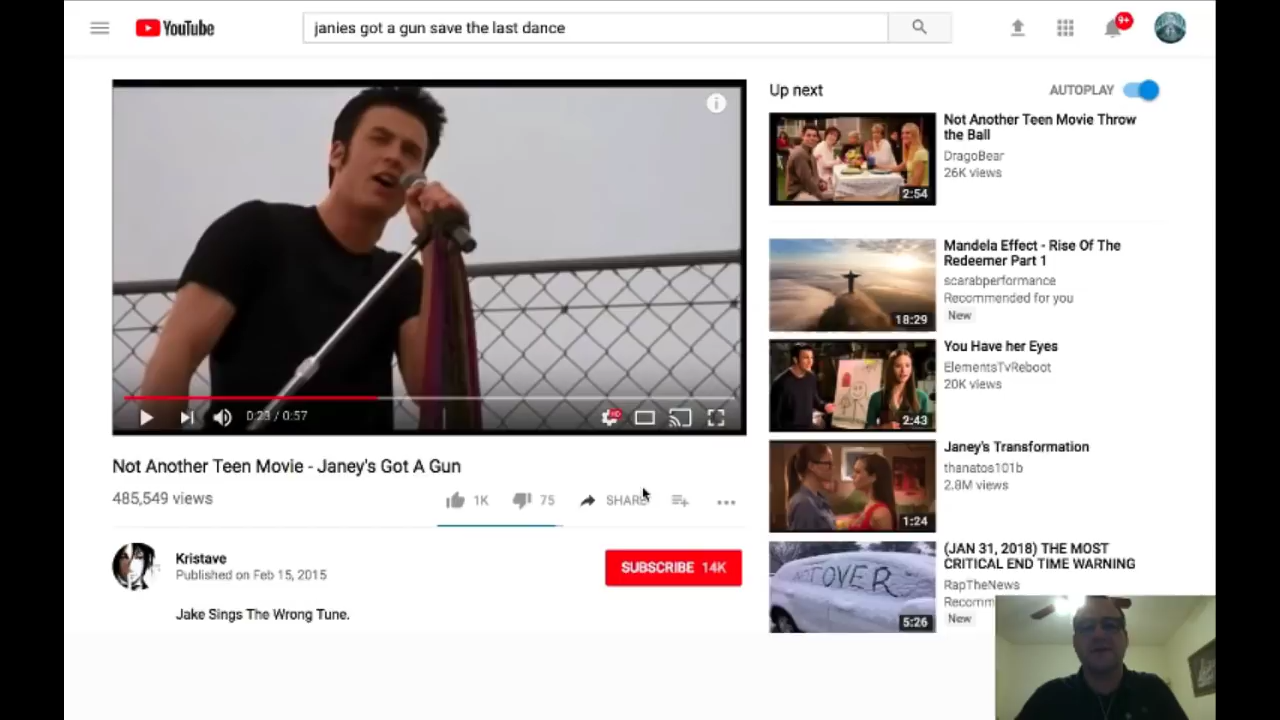 YouTube
janies got a gun save the last dance
9+
i
0:23 / 0:57
HD
Not Another Teen Movie - Janey's Got A Gun
485,549 views
1K
75
SHARE
Kristave
Published on Feb 15, 2015
SUBSCRIBE 14K
Jake Sings The Wrong Tune.
Up next
AUTOPLAY
2:54
Not Another Teen Movie Throw
the Ball
DragoBear
26K views
18:29
Mandela Effect - Rise Of The
Redeemer Part 1
scarabperformance
Recommended for you
New
2:43
You Have her Eyes
ElementsTvReboot
20K views
1:24
Janey's Transformation
thanatos101b
2.8M views
OVER
5:26
(JAN 31, 2018) THE MOST
CRITICAL END TIME WARNING
RapTheNews
Recomm
New